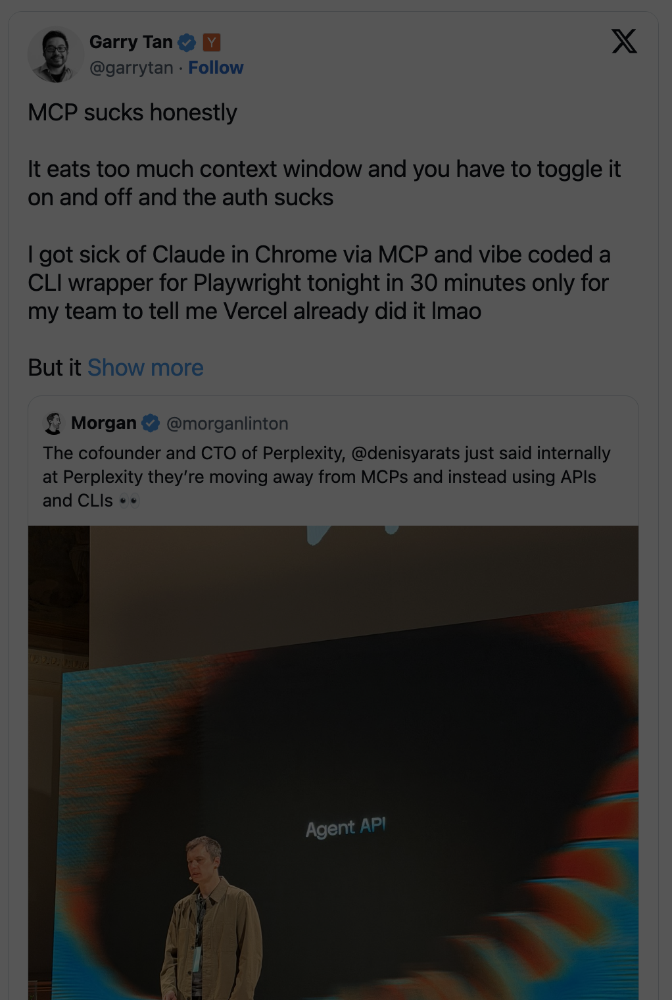 Garry Tan Y
@garrytan · Follow
MCP sucks honestly
It eats too much context window and you have to toggle it
on and off and the auth sucks
I got sick of Claude in Chrome via MCP and vibe coded a
CLI wrapper for Playwright tonight in 30 minutes only for
my team to tell me Vercel already did it lmao
But it Show more
Morgan @morganlinton
The cofounder and CTO of Perplexity, @denisyarats just said internally
at Perplexity they’re moving away from MCPs and instead using APIs
and CLIs 👀
Agent API